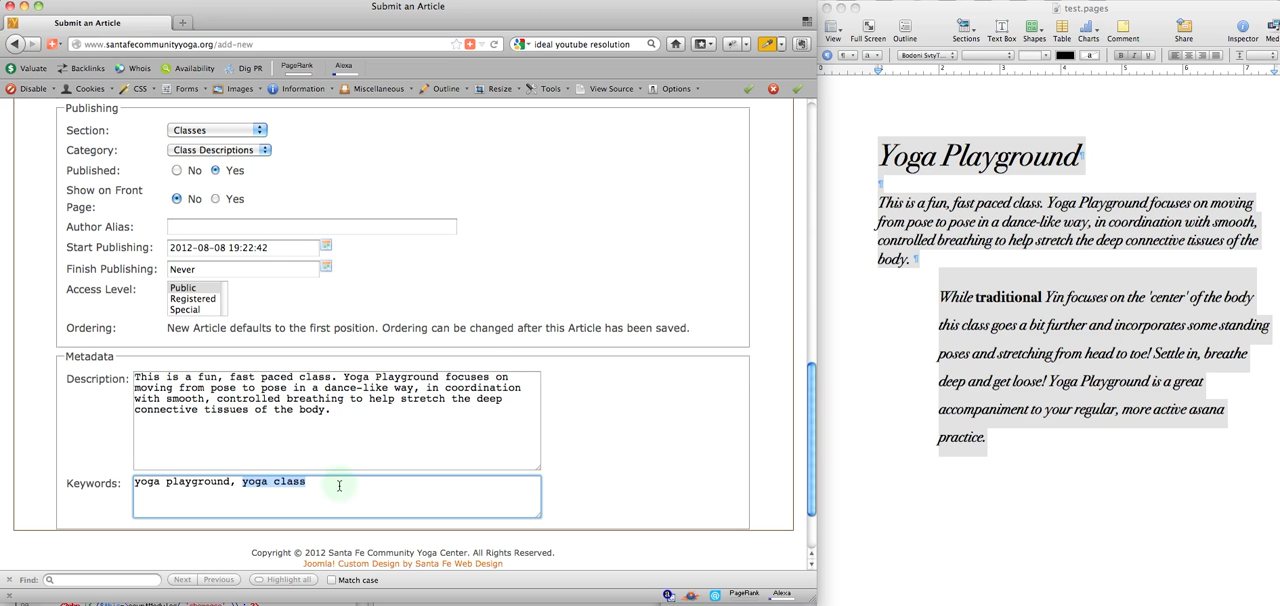 Submit an Article
Submit an Article
www.santafecommunityyoga.org/add-new
ideal youtube resolution
Valuate Backlinks Whois Availability Dig PR PageRank Alexa
Disable Cookies CSS Forms Images Information Miscellaneous Outline Resize Tools View Source Options
Publishing
Section: Classes
Category: Class Descriptions
Published: No Yes
Show on Front Page: No Yes
Author Alias:
Start Publishing: 2012-08-08 19:22:42
Finish Publishing: Never
Access Level: Public
Registered
Special
Ordering: New Article defaults to the first position. Ordering can be changed after this Article has been saved.
Metadata
Description: This is a fun, fast paced class. Yoga Playground focuses on
moving from pose to pose in a dance-like way, in coordination
with smooth, controlled breathing to help stretch the deep
connective tissues of the body.
Keywords: yoga playground, yoga class
Copyright © 2012 Santa Fe Community Yoga Center. All Rights Reserved.
Joomla! Custom Design by Santa Fe Web Design
Find: Next Previous Highlight all Match case
PageRank Alexa
test.pages
View Full Screen Outline Sections Text Box Shapes Table Charts Comment Share Inspector Med
Bodoni SvtyT... B I U
0 2 3 4 5 6 7
Yoga Playground
This is a fun, fast paced class. Yoga Playground focuses on moving
from pose to pose in a dance-like way, in coordination with smooth,
controlled breathing to help stretch the deep connective tissues of the
body.
While traditional Yin focuses on the 'center' of the body
this class goes a bit further and incorporates some standing
poses and stretching from head to toe! Settle in, breathe
deep and get loose! Yoga Playground is a great
accompaniment to your regular, more active asana
practice.